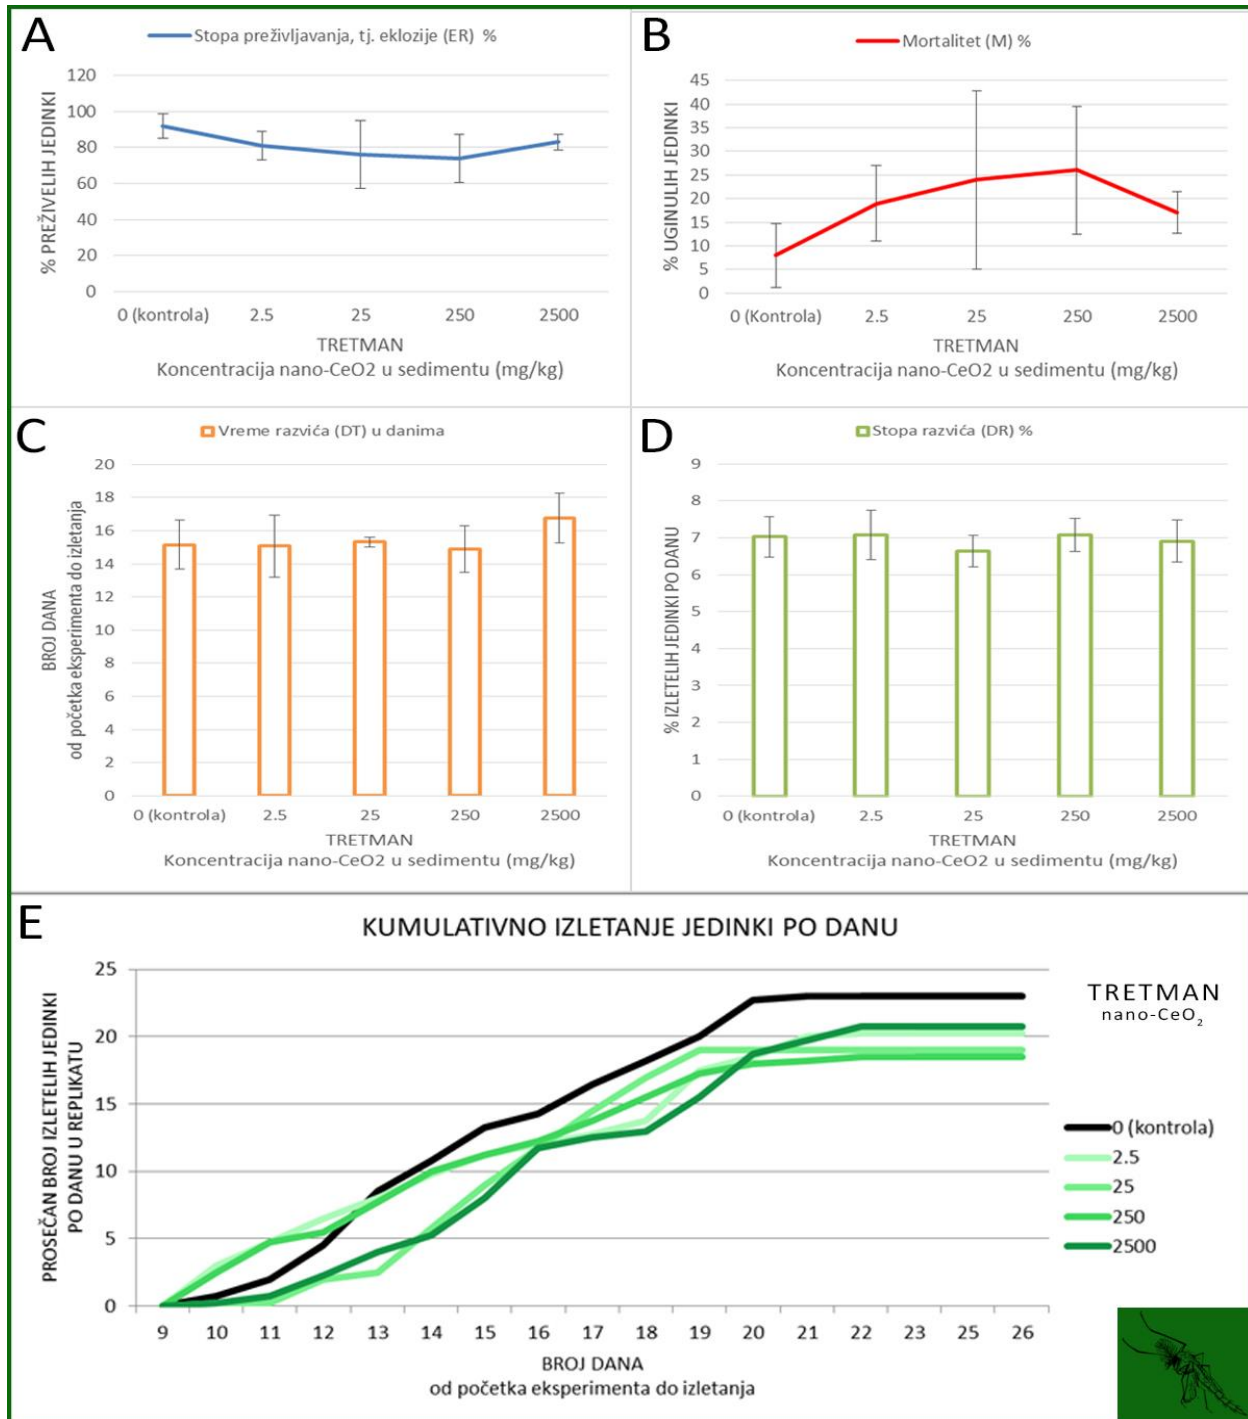 A
Stopa preživljavanja, tj. eklozije (ER) %
% PREŽIVELIH JEDINKI
120
100
80
60
40
20
0
0 (kontrola) 2.5 25 250 2500
TRETMAN
Koncentracija nano-CeO2 u sedimentu (mg/kg)
B
Mortalitet (M) %
% UGINULIH JEDINKI
45
40
35
30
25
20
15
10
5
0
0 (Kontrola) 2.5 25 250 2500
TRETMAN
Koncentracija nano-CeO2 u sedimentu (mg/kg)
C
Vreme razvića (DT) u danima
BROJ DANA
od početka eksperimenta do izletanja
20
18
16
14
12
10
8
6
4
2
0
0 (kontrola) 2.5 25 250 2500
TRETMAN
Koncentracija nano-CeO2 u sedimentu (mg/kg)
D
Stopa razvića (DR) %
% IZLETELIH JEDINKI PO DANU
9
8
7
6
5
4
3
2
1
0
0 (kontrola) 2.5 25 250 2500
TRETMAN
Koncentracija nano-CeO2 u sedimentu (mg/kg)
E
KUMULATIVNO IZLETANJE JEDINKI PO DANU
PROSEČAN BROJ IZLETELIH JEDINKI
PO DANU U REPLIKATU
25
20
15
10
5
0
9 10 11 12 13 14 15 16 17 18 19 20 21 22 23 25 26
BROJ DANA
od početka eksperimenta do izletanja
TRETMAN
nano-CeO₂
0 (kontrola)
2.5
25
250
2500